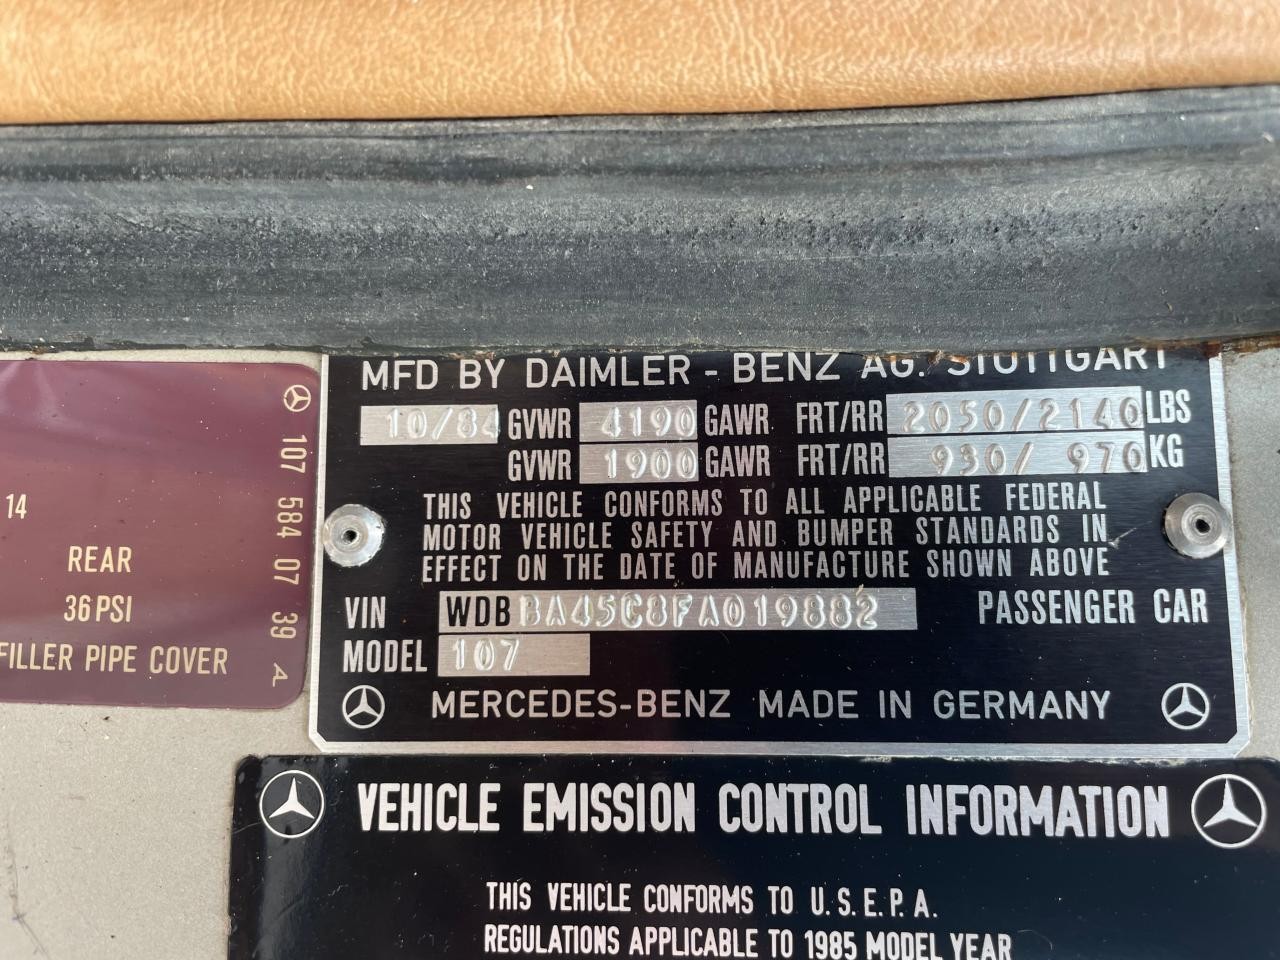 MFD BY DAIMLER - BENZ AG. STUTTGART
10/84 GVWR 4190 GAWR FRT/RR 2050/2140 LBS
GVWR 1900 GAWR FRT/RR 930/ 970 KG
THIS VEHICLE CONFORMS TO ALL APPLICABLE FEDERAL
MOTOR VEHICLE SAFETY AND BUMPER STANDARDS IN
EFFECT ON THE DATE OF MANUFACTURE SHOWN ABOVE
VIN WDBBA45C8FA019882 PASSENGER CAR
MODEL 107
MERCEDES-BENZ MADE IN GERMANY
14
REAR
36 PSI
FILLER PIPE COVER
107 584 07 39 A
VEHICLE EMISSION CONTROL INFORMATION
THIS VEHICLE CONFORMS TO U.S.E.P.A.
REGULATIONS APPLICABLE TO 1985 MODEL YEAR